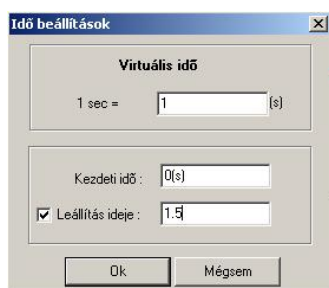 Idő beállítások
Virtuális idő
1 sec = 1 (s)
Kezdeti idő : 0(s)
Leállítás ideje : 1.5
Ok Mégsem